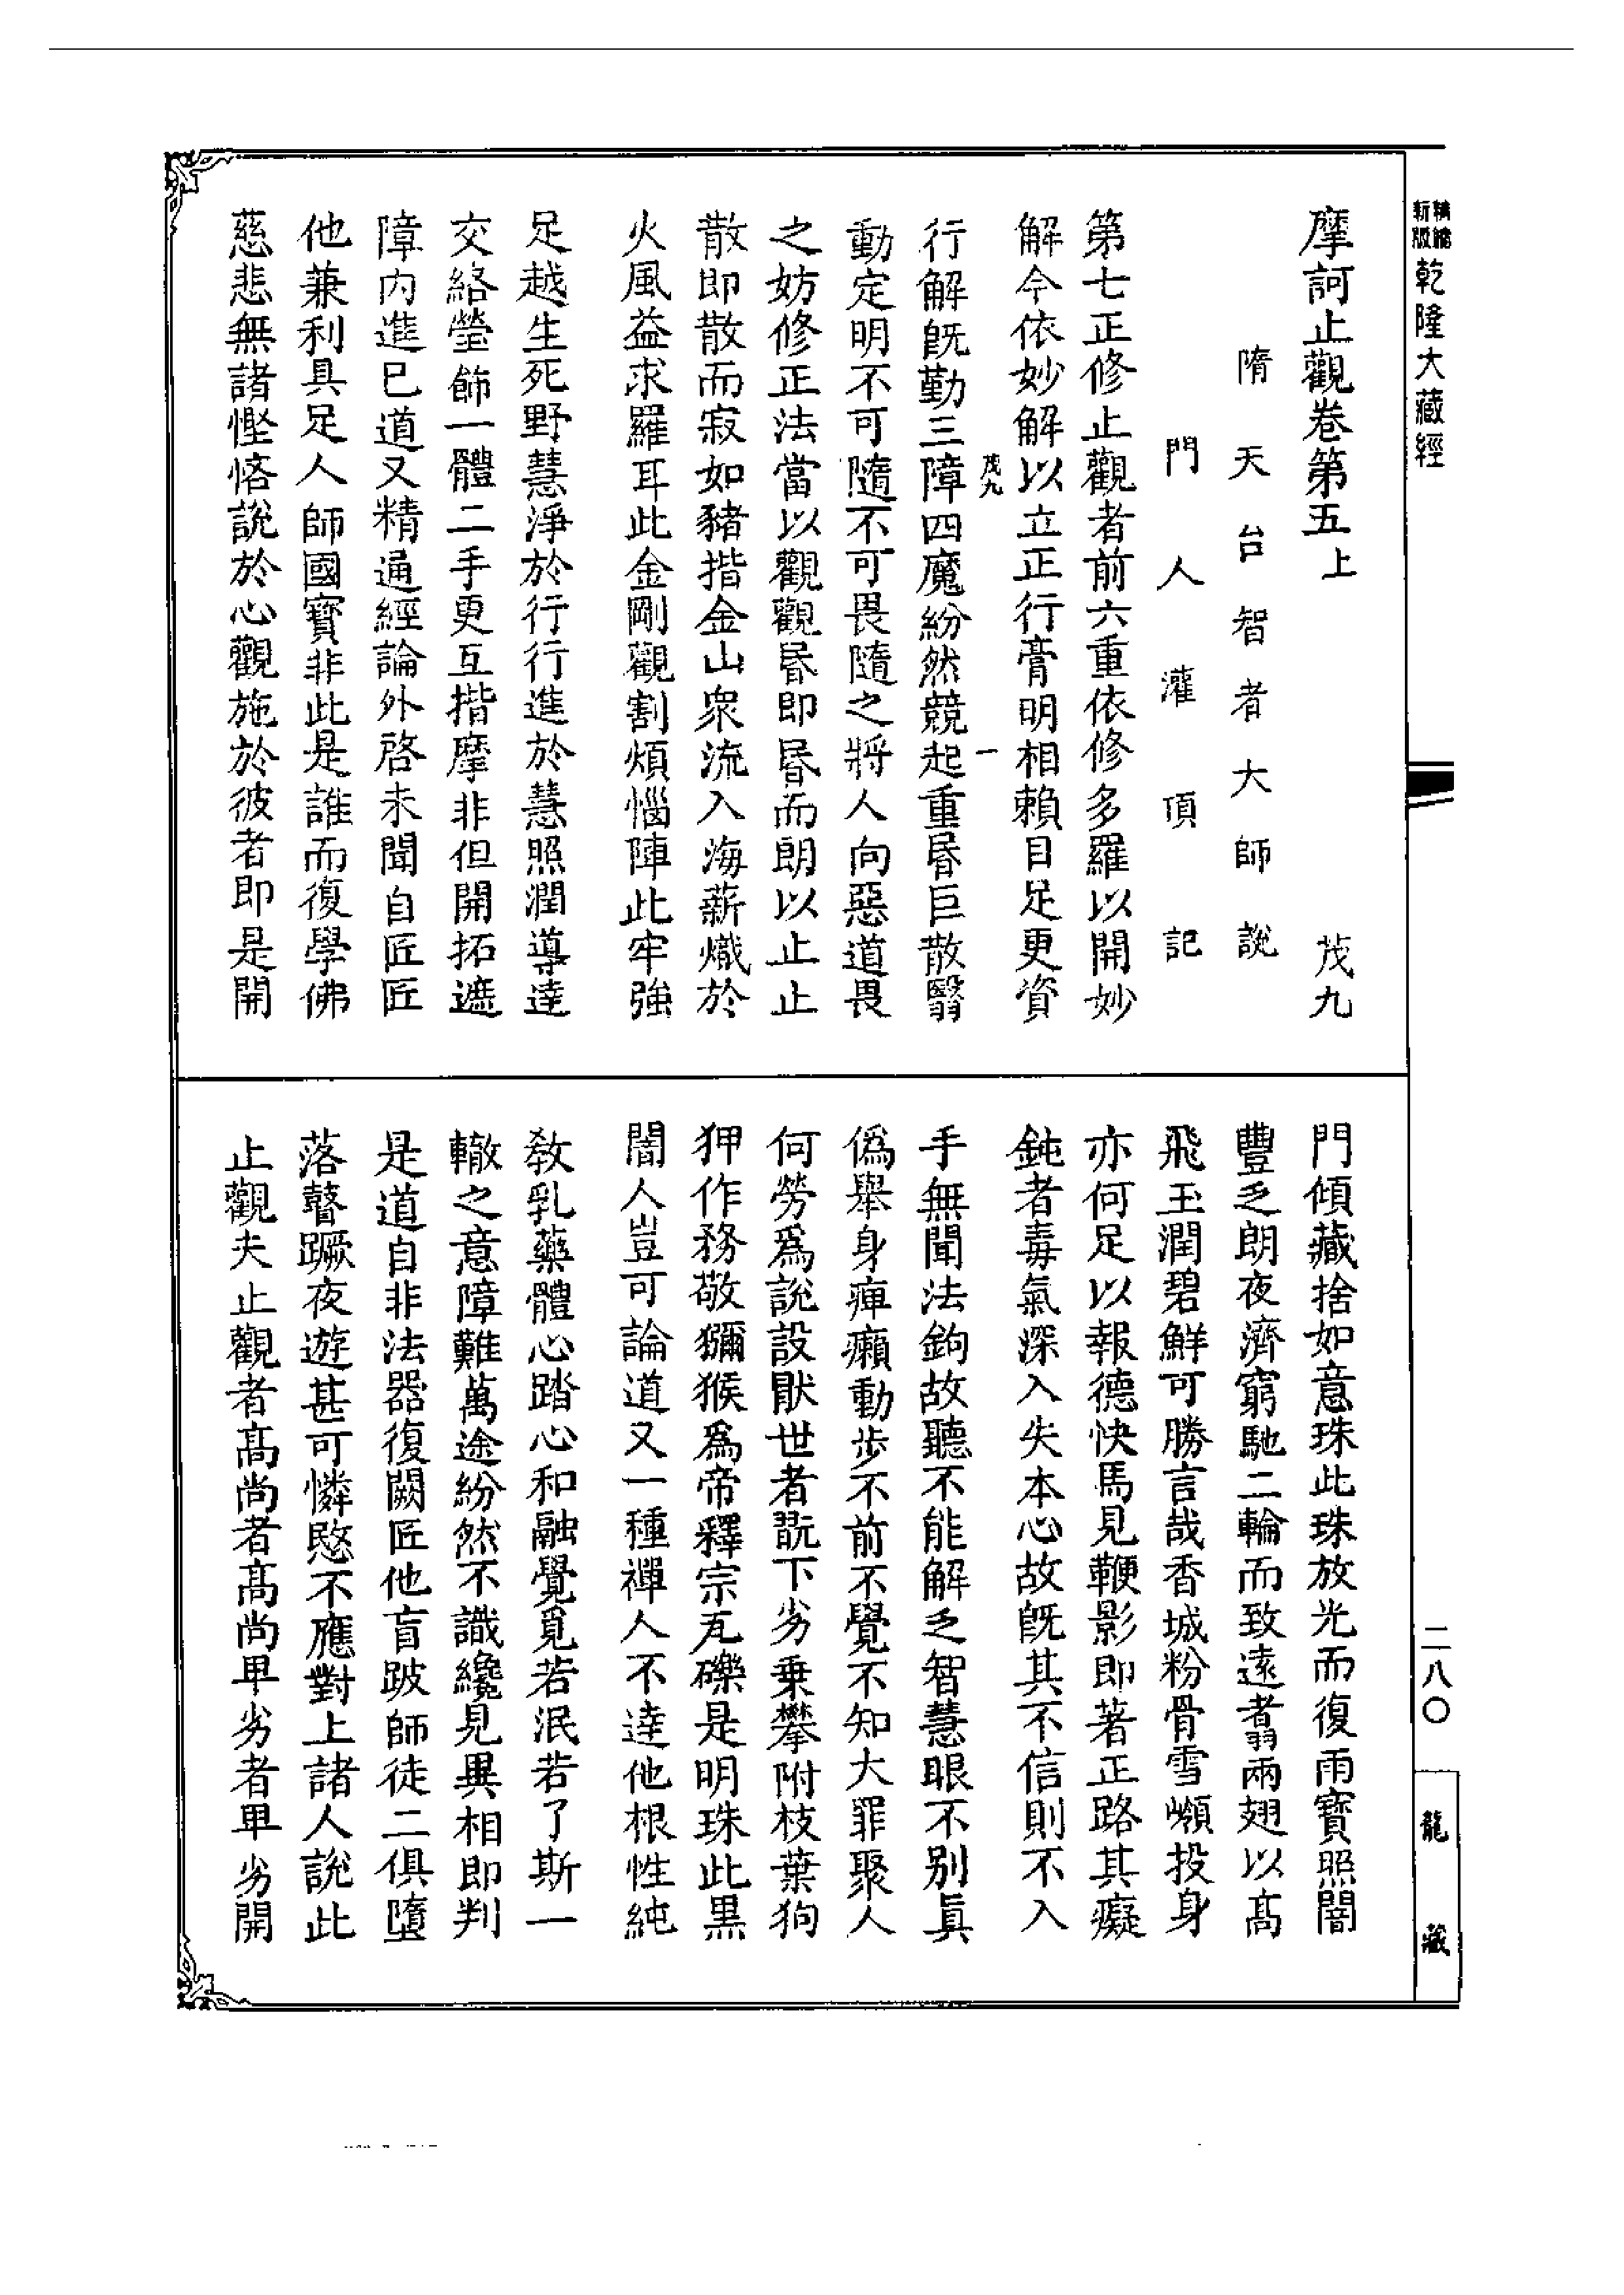 精縮新版乾隆大藏經
摩訶止觀卷第五上 茂九
隋天台智者大師說
門人灌頂記
第七正修止觀者前六重依修多羅以開妙
解今依妙解以立正行膏明相賴目足更資
茂九 一
行解旣勤三障四魔紛然競起重昬巨散翳
動定明不可隨不可畏隨之將人向惡道畏
之妨修正法當以觀觀昬即昬而朗以止止
散即散而寂如豬揩金山衆流入海薪熾於
火風益求羅耳此金剛觀割煩惱陣此牢強
足越生死野慧淨於行行進於慧照潤導達
交絡瑩飾一體二手更互揩摩非但開拓遮
障內進已道又精通經論外啓未聞自匠匠
他兼利具足人師國寶非此是誰而復學佛
慈悲無諸慳悋說於心觀施於彼者即是開
門傾藏捨如意珠此珠放光而復雨寶照闇
豐乏朗夜濟窮馳二輪而致遠翥兩翅以高
飛玉潤碧鮮可勝言哉香城粉骨雪嶺投身
亦何足以報德快馬見鞭影即著正路其癡
鈍者毒氣深入失本心故旣其不信則不入
手無聞法鉤故聽不能解乏智慧眼不別眞
僞舉身痺癩動步不前不覺不知大罪聚人
何勞爲說設猒世者翫下劣乗攀附枝葉狗
狎作務敬獼猴爲帝釋宗瓦礫是明珠此黑
闇人豈可論道又一種禪人不達他根性純
敎乳藥體心踏心和融覺覓若泯若了斯一
轍之意障難萬途紛然不識纔見異相即判
是道自非法器復闕匠他盲跛師徒二俱墮
落瞽蹶夜遊甚可憐愍不應對上諸人說此
止觀夫止觀者高尚者高尚卑劣者卑劣開
二八〇
龍藏